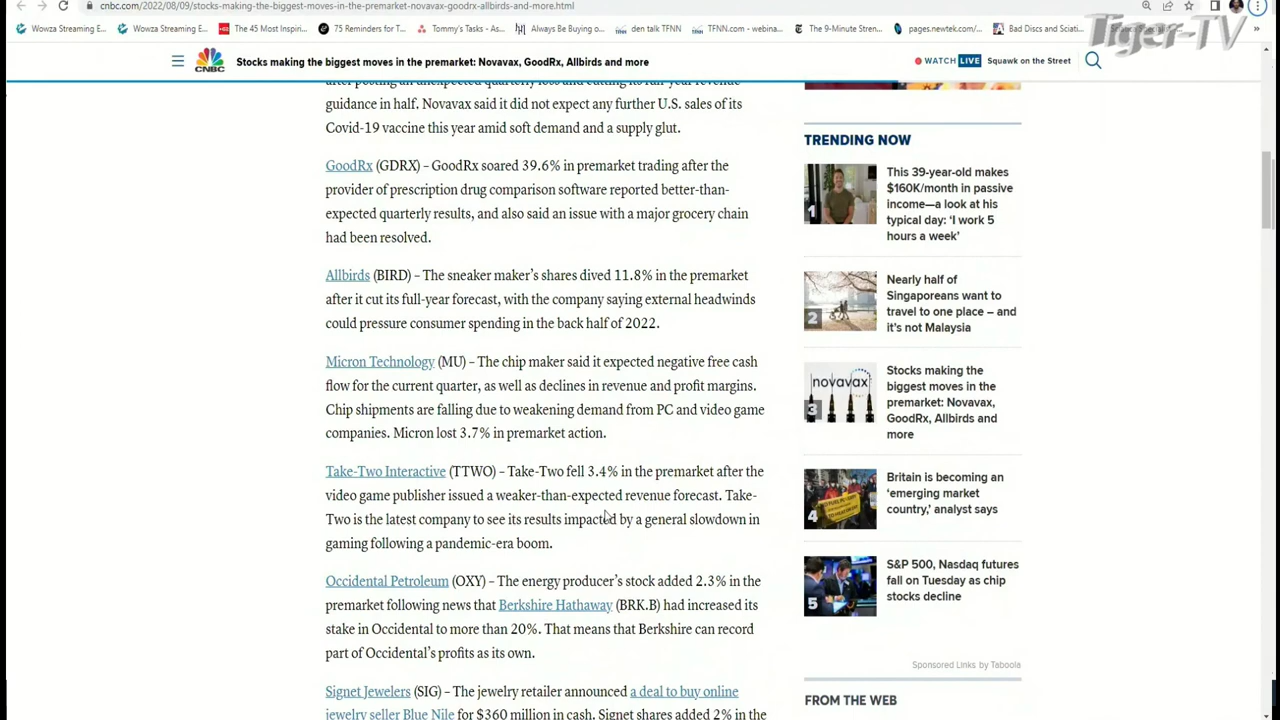 cnbc.com/2022/08/09/stocks-making-the-biggest-moves-in-the-premarket-novavax-goodrx-allbirds-and-more.html
Wowza Streaming E...
Wowza Streaming E...
The 45 Most Inspiri...
75 Reminders for T...
Tommy's Tasks - As...
Always Be Buying o...
den talk TFNN
TFNN.com - webina...
The 9-Minute Stren...
pages.newtek.com/...
Bad Discs and Sciati...
»
Tiger-TV
CNBC
Stocks making the biggest moves in the premarket: Novavax, GoodRx, Allbirds and more
WATCH LIVE
Squawk on the Street
guidance in half. Novavax said it did not expect any further U.S. sales of its
Covid-19 vaccine this year amid soft demand and a supply glut.
GoodRx (GDRX) – GoodRx soared 39.6% in premarket trading after the
provider of prescription drug comparison software reported better-than-
expected quarterly results, and also said an issue with a major grocery chain
had been resolved.
Allbirds (BIRD) – The sneaker maker's shares dived 11.8% in the premarket
after it cut its full-year forecast, with the company saying external headwinds
could pressure consumer spending in the back half of 2022.
Micron Technology (MU) – The chip maker said it expected negative free cash
flow for the current quarter, as well as declines in revenue and profit margins.
Chip shipments are falling due to weakening demand from PC and video game
companies. Micron lost 3.7% in premarket action.
Take-Two Interactive (TTWO) – Take-Two fell 3.4% in the premarket after the
video game publisher issued a weaker-than-expected revenue forecast. Take-
Two is the latest company to see its results impacted by a general slowdown in
gaming following a pandemic-era boom.
Occidental Petroleum (OXY) – The energy producer's stock added 2.3% in the
premarket following news that Berkshire Hathaway (BRK.B) had increased its
stake in Occidental to more than 20%. That means that Berkshire can record
part of Occidental's profits as its own.
Signet Jewelers (SIG) – The jewelry retailer announced a deal to buy online
jewelry seller Blue Nile for $360 million in cash. Signet shares added 2% in the
TRENDING NOW
1
This 39-year-old makes
$160K/month in passive
income—a look at his
typical day: 'I work 5
hours a week'
2
Nearly half of
Singaporeans want to
travel to one place – and
it's not Malaysia
novavax
3
Stocks making the
biggest moves in the
premarket: Novavax,
GoodRx, Allbirds and
more
4
Britain is becoming an
'emerging market
country,' analyst says
5
S&P 500, Nasdaq futures
fall on Tuesday as chip
stocks decline
Sponsored Links by Taboola
FROM THE WEB